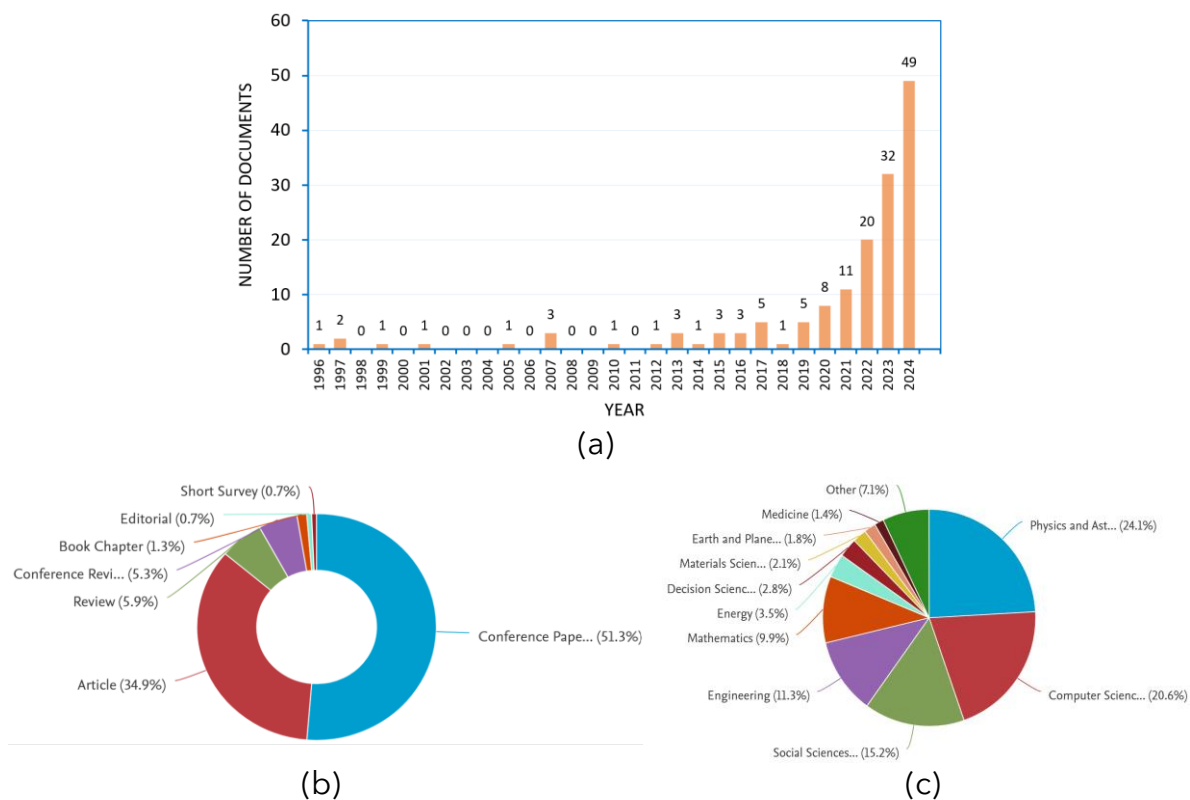 60
50
40
30
20
10
0
NUMBER OF DOCUMENTS
1 2 0 1 0 1 0 0 0 1 0 3 0 0 1 0 1 3 1 3 3 5 1 5 8 11 20 32 49
1996 1997 1998 1999 2000 2001 2002 2003 2004 2005 2006 2007 2008 2009 2010 2011 2012 2013 2014 2015 2016 2017 2018 2019 2020 2021 2022 2023 2024
YEAR
(a)
Short Survey (0.7%)
Editorial (0.7%)
Book Chapter (1.3%)
Conference Revi... (5.3%)
Review (5.9%)
Article (34.9%)
Conference Pape... (51.3%)
(b)
Other (7.1%)
Medicine (1.4%)
Earth and Plane... (1.8%)
Materials Scien... (2.1%)
Decision Scienc... (2.8%)
Energy (3.5%)
Mathematics (9.9%)
Engineering (11.3%)
Social Sciences... (15.2%)
Physics and Ast... (24.1%)
Computer Scienc... (20.6%)
(c)